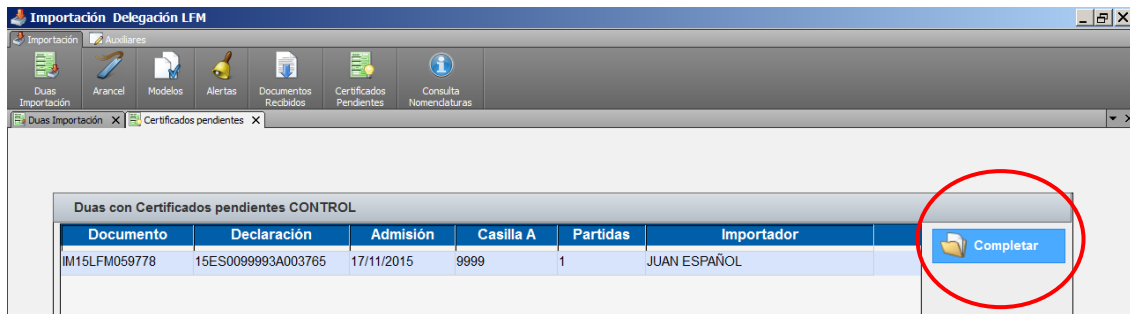 Importación Delegación LFM
Importación Auxiliares
Duas Importación
Arancel
Modelos
Alertas
Documentos Recibidos
Certificados Pendientes
Consulta Nomendaturas
Duas Importación X Certificados pendientes X
Duas con Certificados pendientes CONTROL
Documento Declaración Admisión Casilla A Partidas Importador
IM15LFM059778 15ES0099993A003765 17/11/2015 9999 1 JUAN ESPAÑOL
Completar